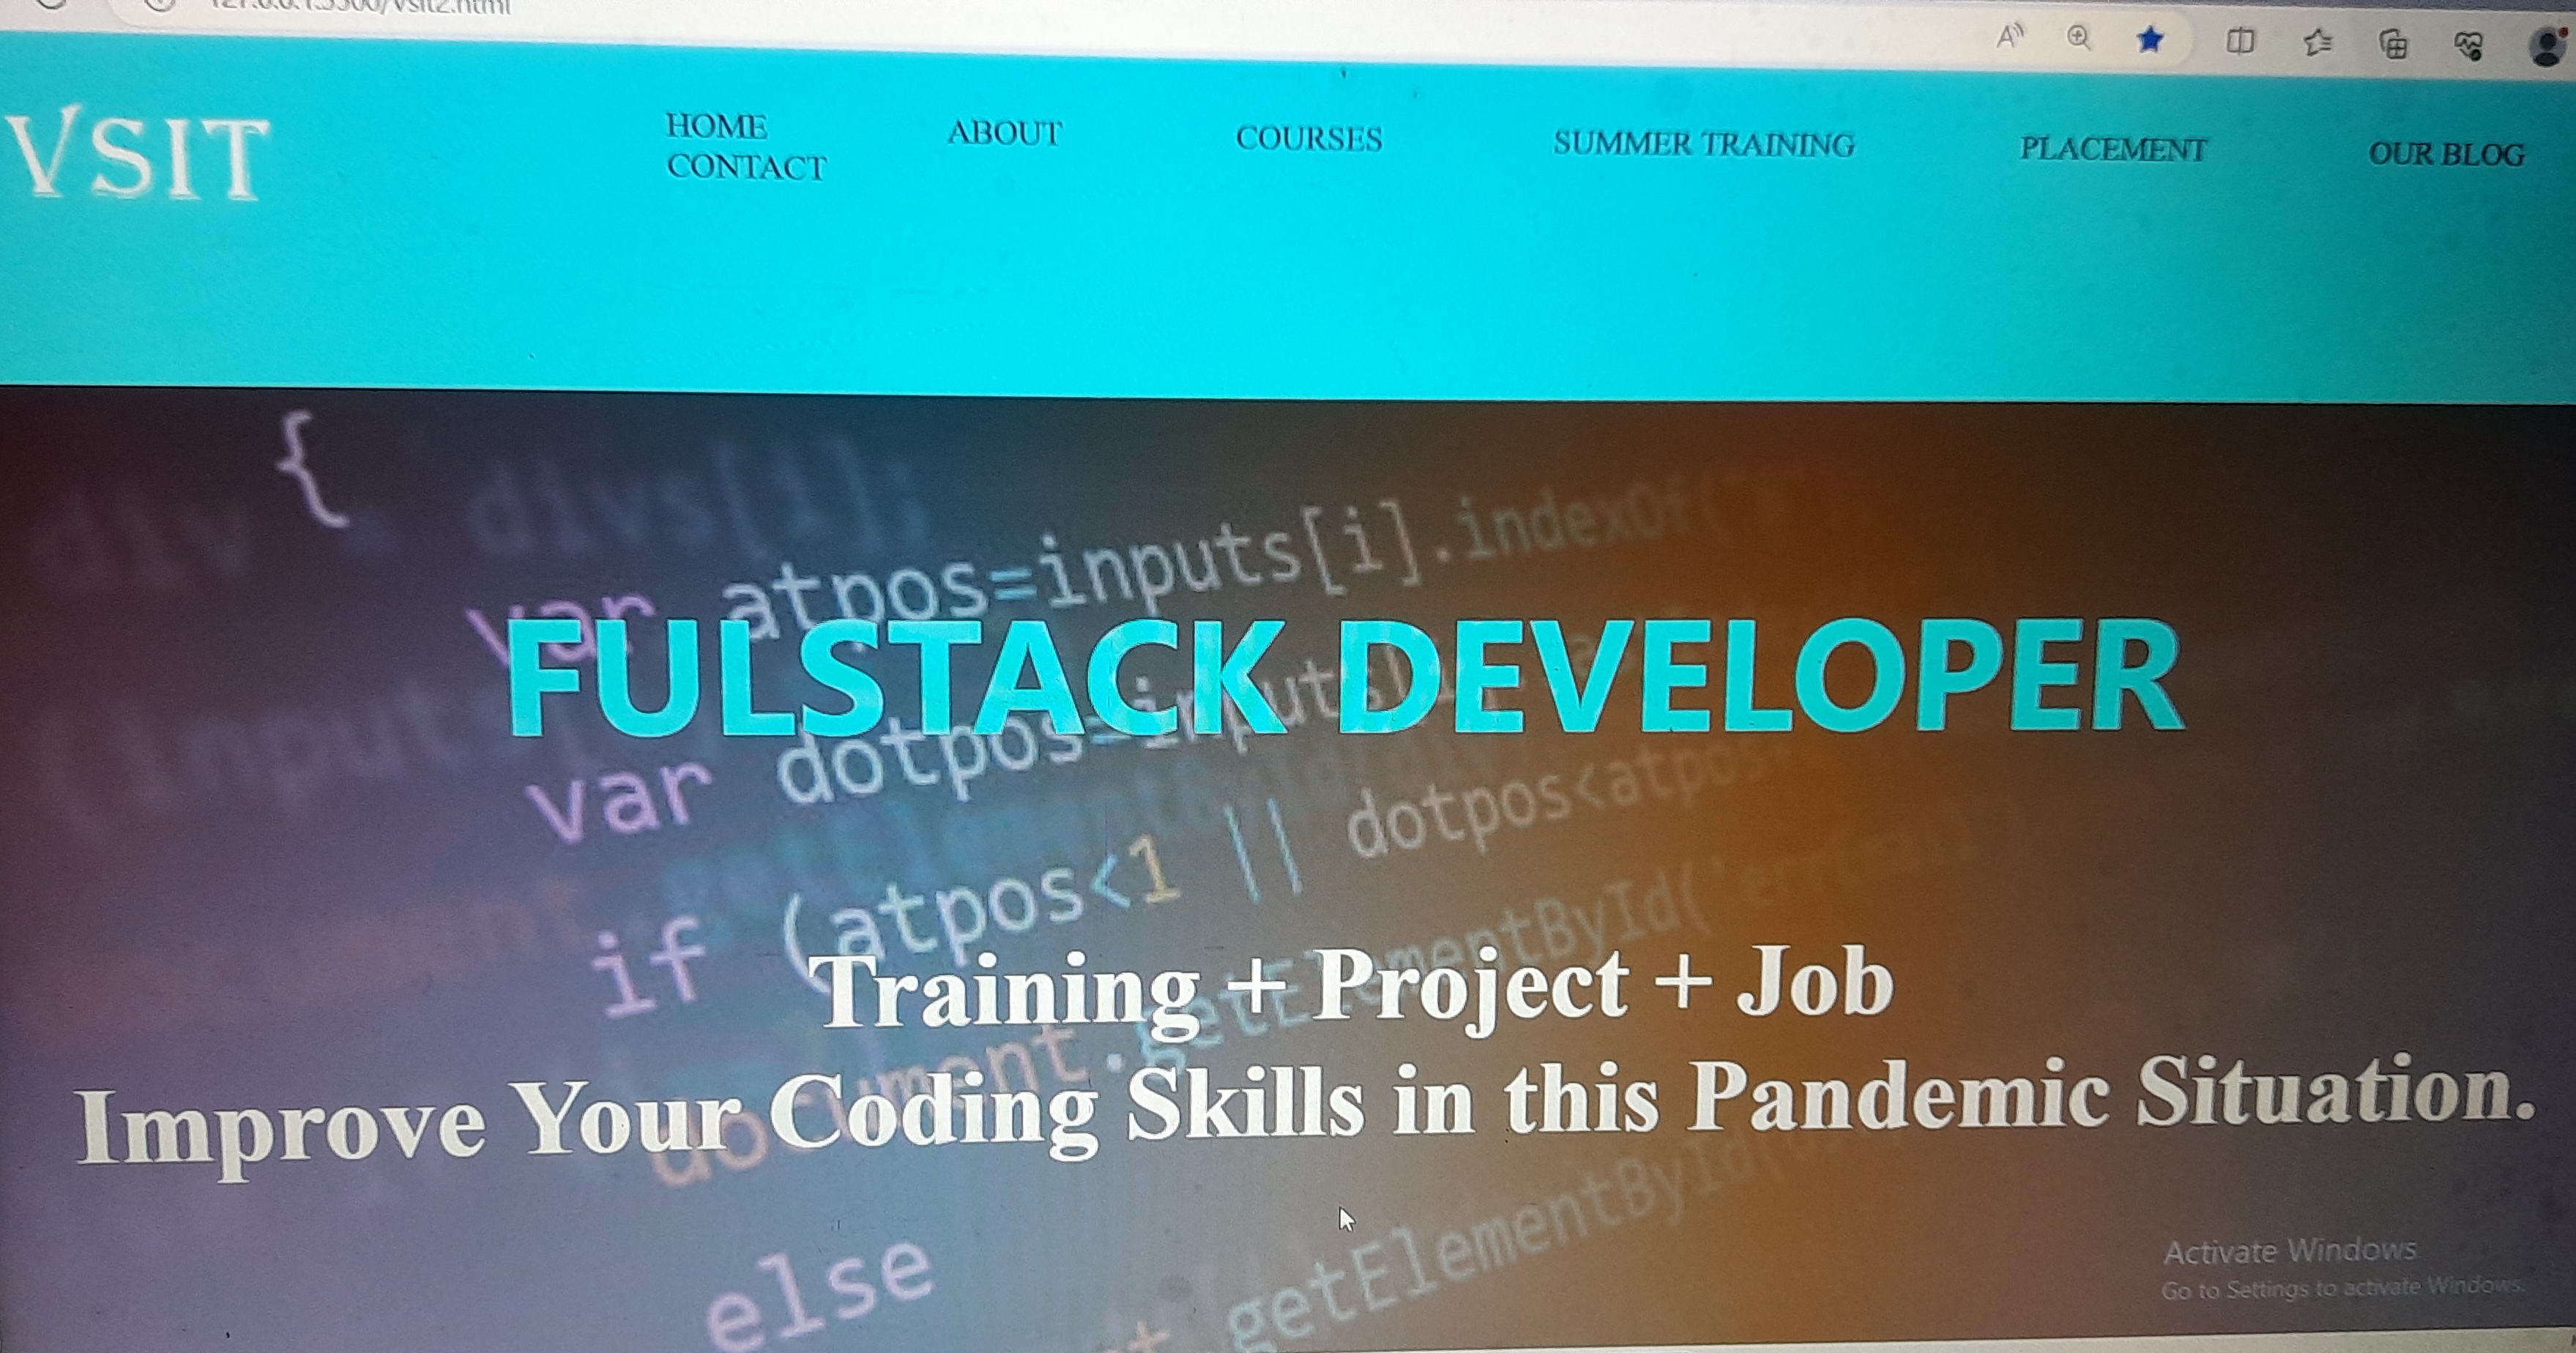 127.0.0.1:5500/vsit2.html
VSIT
HOME ABOUT COURSES SUMMER TRAINING PLACEMENT OUR BLOG
CONTACT
{
div divs[i];
var atpos=inputs[i].indexOf("
FULSTACK DEVELOPER
var dotpos=inputs[i]
if (atpos<1 || dotpos<atpos
Training + Project + Job
document.getElementById('
Improve Your Coding Skills in this Pandemic Situation.
else
getElementById(
Activate Windows
Go to Settings to activate Windows.